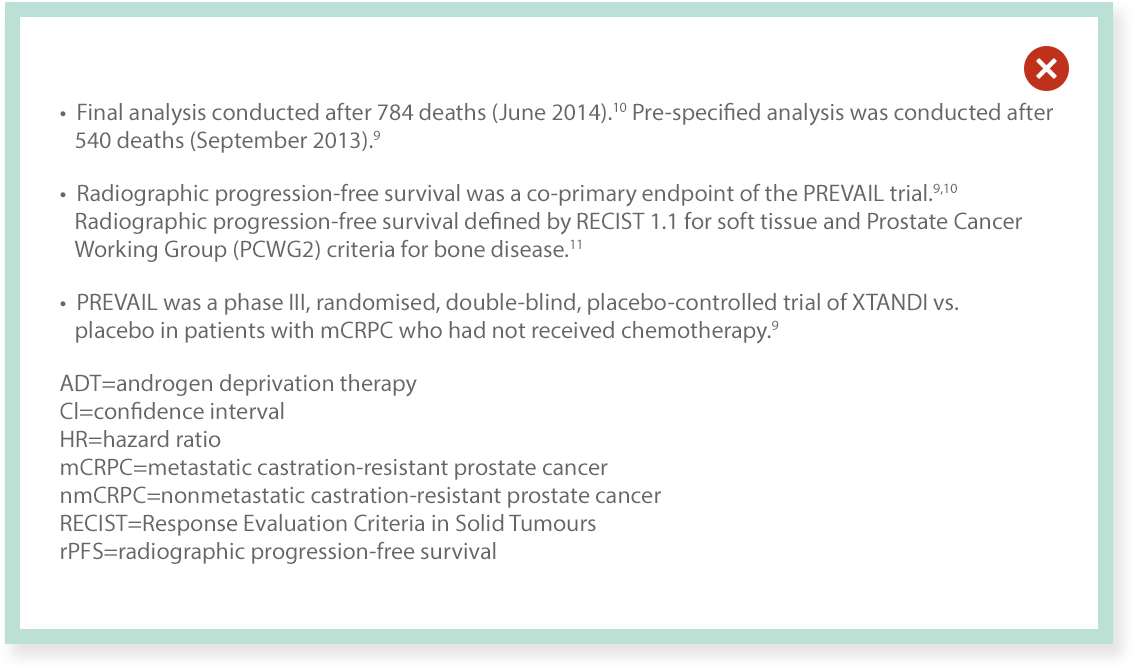 • Final analysis conducted after 784 deaths (June 2014).¹⁰ Pre-specified analysis was conducted after
540 deaths (September 2013).⁹
• Radiographic progression-free survival was a co-primary endpoint of the PREVAIL trial.⁹,¹⁰
Radiographic progression-free survival defined by RECIST 1.1 for soft tissue and Prostate Cancer
Working Group (PCWG2) criteria for bone disease.¹¹
• PREVAIL was a phase III, randomised, double-blind, placebo-controlled trial of XTANDI vs.
placebo in patients with mCRPC who had not received chemotherapy.⁹
ADT=androgen deprivation therapy
CI=confidence interval
HR=hazard ratio
mCRPC=metastatic castration-resistant prostate cancer
nmCRPC=nonmetastatic castration-resistant prostate cancer
RECIST=Response Evaluation Criteria in Solid Tumours
rPFS=radiographic progression-free survival